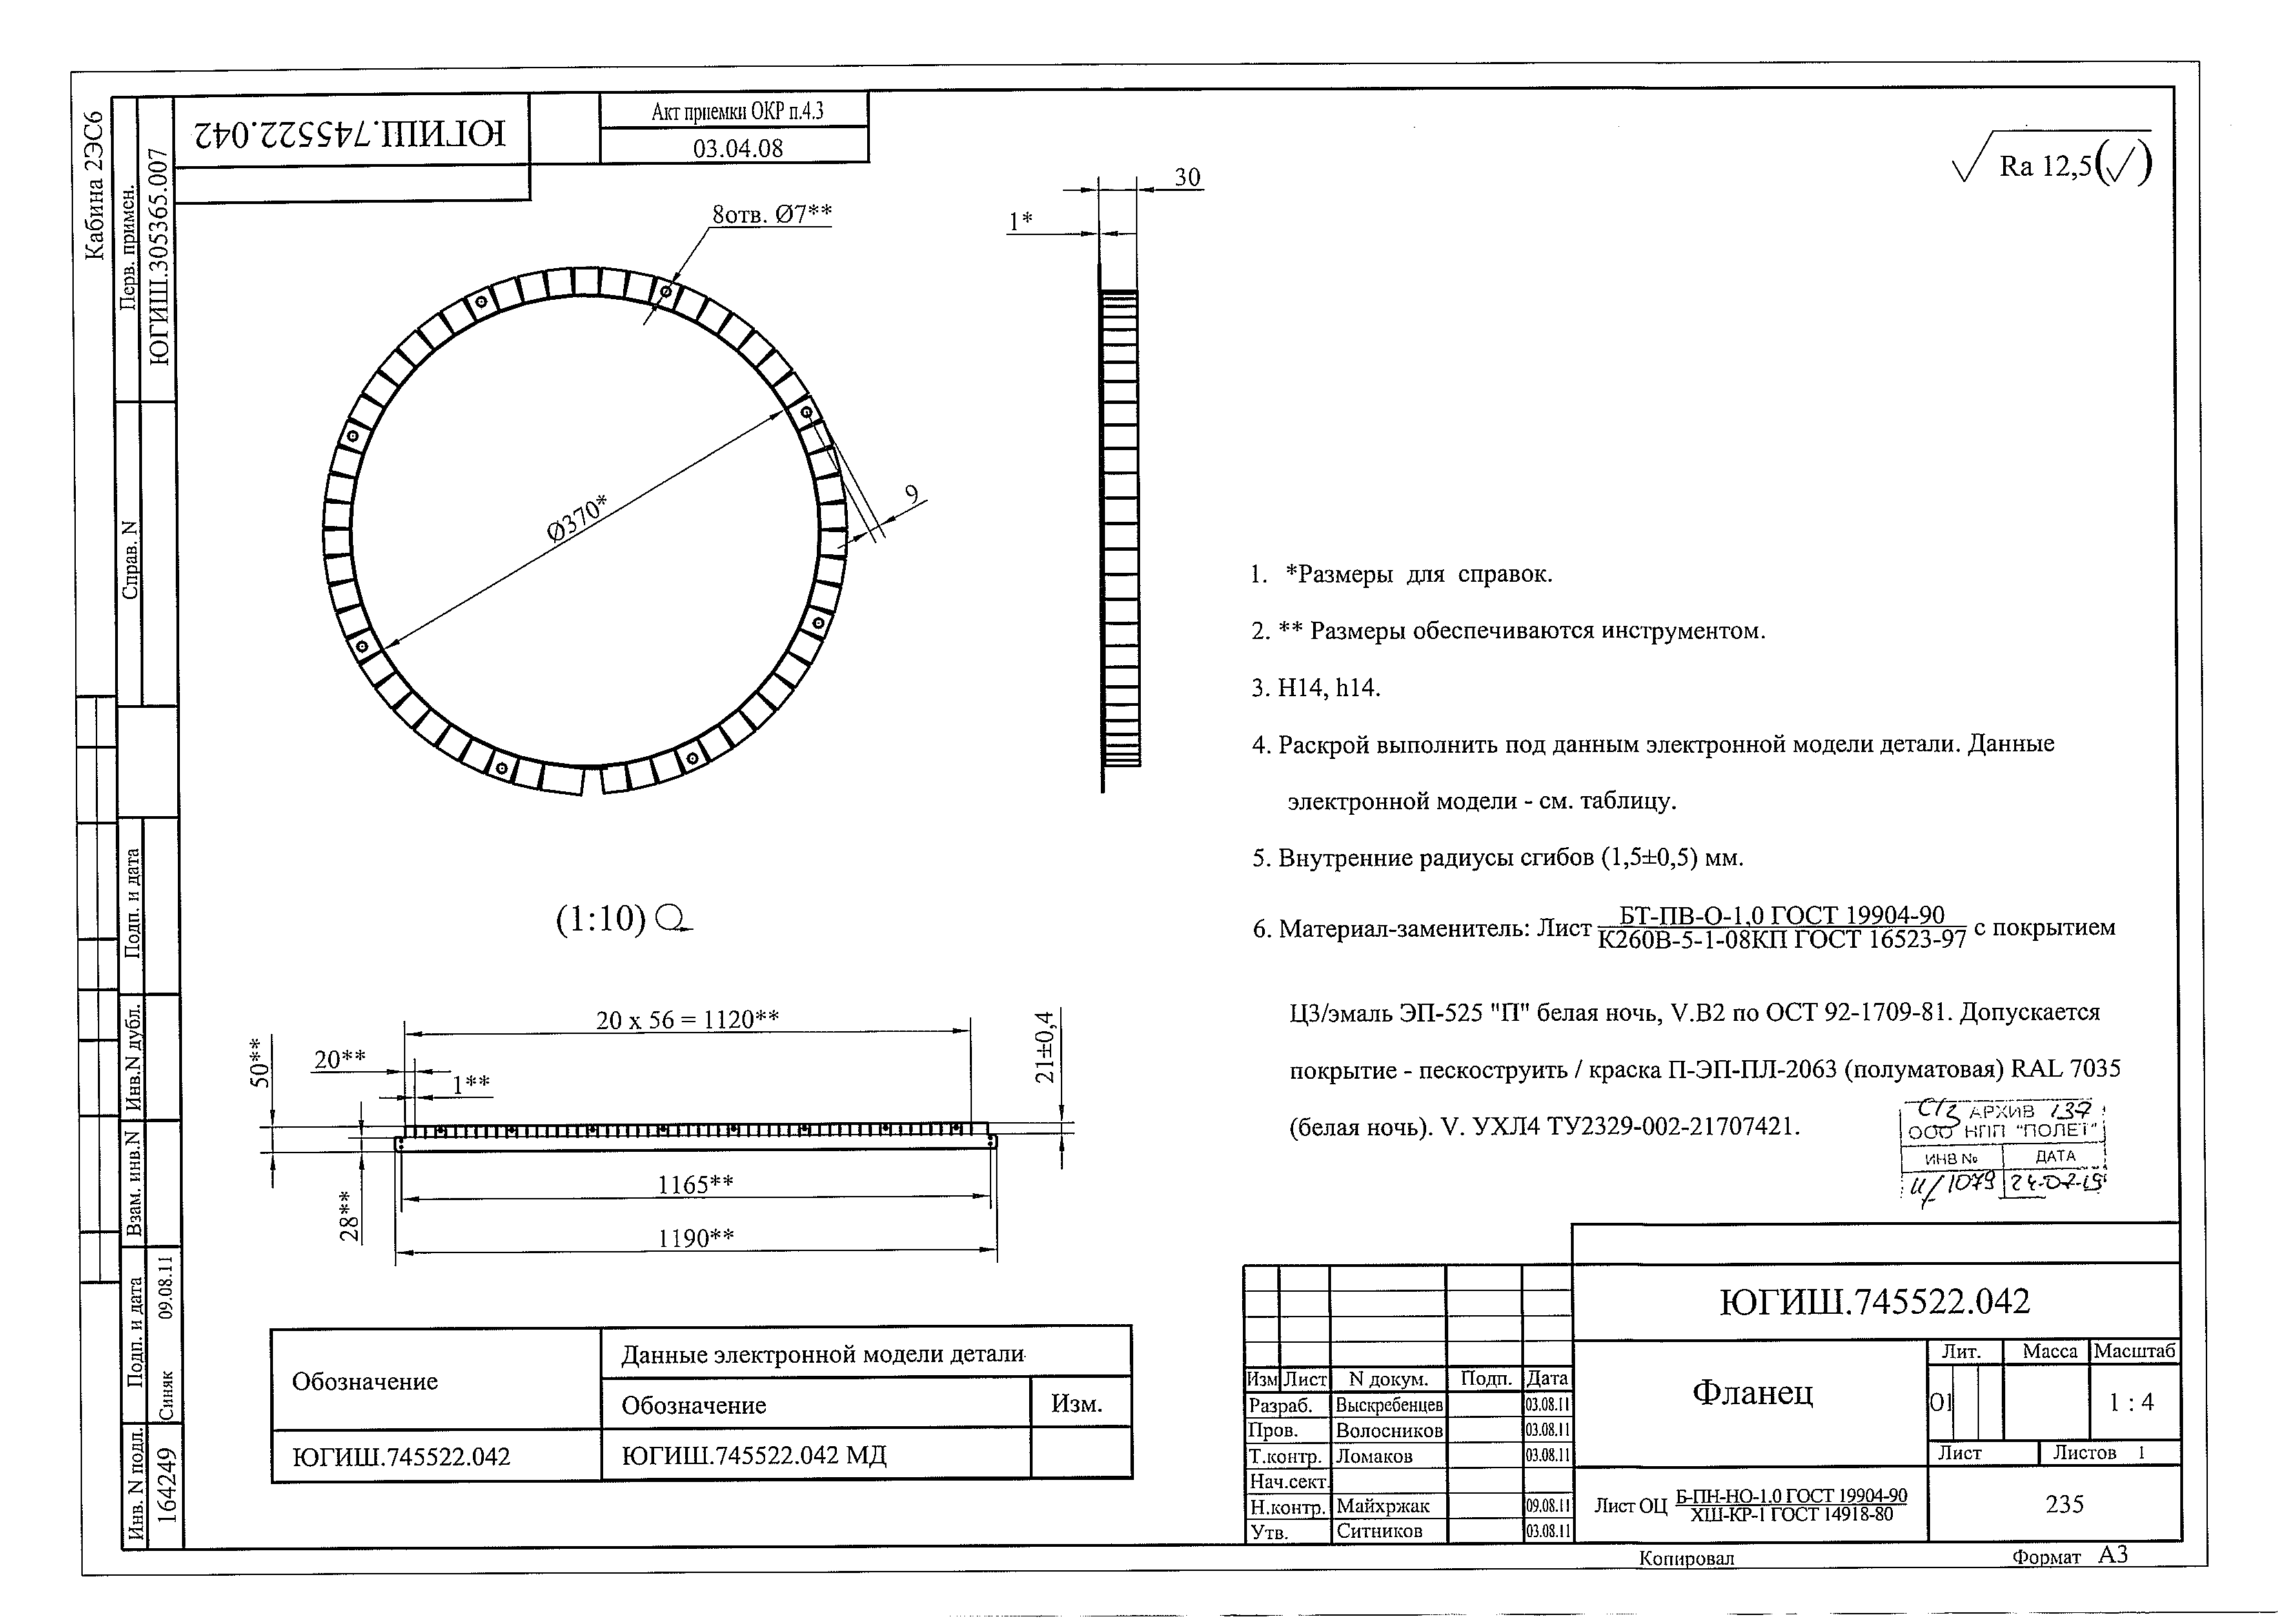 Кабина 2ЭС6
Перв. примен.
ЮГИШ.305365.007
Справ. N
Подп. и дата
Инв.N дубл.
Взам. инв.N
Подп. и дата
Синяк 09.08.11
Инв. N подл.
164249
ЮГИШ.745522.042
Акт приемки ОКР п.4.3
03.04.08
Ra 12,5(√)
8отв. Ø7**
30
1*
Ø370*
9
1. *Размеры для справок.
2. ** Размеры обеспечиваются инструментом.
3. H14, h14.
4. Раскрой выполнить под данным электронной модели детали. Данные
электронной модели - см. таблицу.
5. Внутренние радиусы сгибов (1,5±0,5) мм.
6. Материал-заменитель: Лист БТ-ПВ-О-1,0 ГОСТ 19904-90 с покрытием
К260В-5-1-08КП ГОСТ 16523-97
Ц3/эмаль ЭП-525 "П" белая ночь, V.В2 по ОСТ 92-1709-81. Допускается
покрытие - пескоструить / краска П-ЭП-ПЛ-2063 (полуматовая) RAL 7035
(белая ночь). V. УХЛ4 ТУ2329-002-21707421.
(1:10)
20 x 56 = 1120**
20**
1**
50**
28**
21±0,4
1165**
1190**
АРХИВ 137
ООО НПП "ПОЛЕТ"
ИНВ № ДАТА
И/1079
Обозначение
Данные электронной модели детали
Обозначение Изм.
ЮГИШ.745522.042 ЮГИШ.745522.042 МД
ЮГИШ.745522.042
Изм Лист N докум. Подп. Дата
Разраб. Выскребенцев 03.08.11
Пров. Волосников 03.08.11
Т.контр. Ломаков 03.08.11
Нач.сект.
Н.контр. Майхржак 09.08.11
Утв. Ситников 03.08.11
Фланец
Лит. Масса Масштаб
О1 1 : 4
Лист Листов 1
Лист ОЦ Б-ПН-НО-1.0 ГОСТ 19904-90
ХШ-КР-1 ГОСТ 14918-80
235
Копировал Формат А3